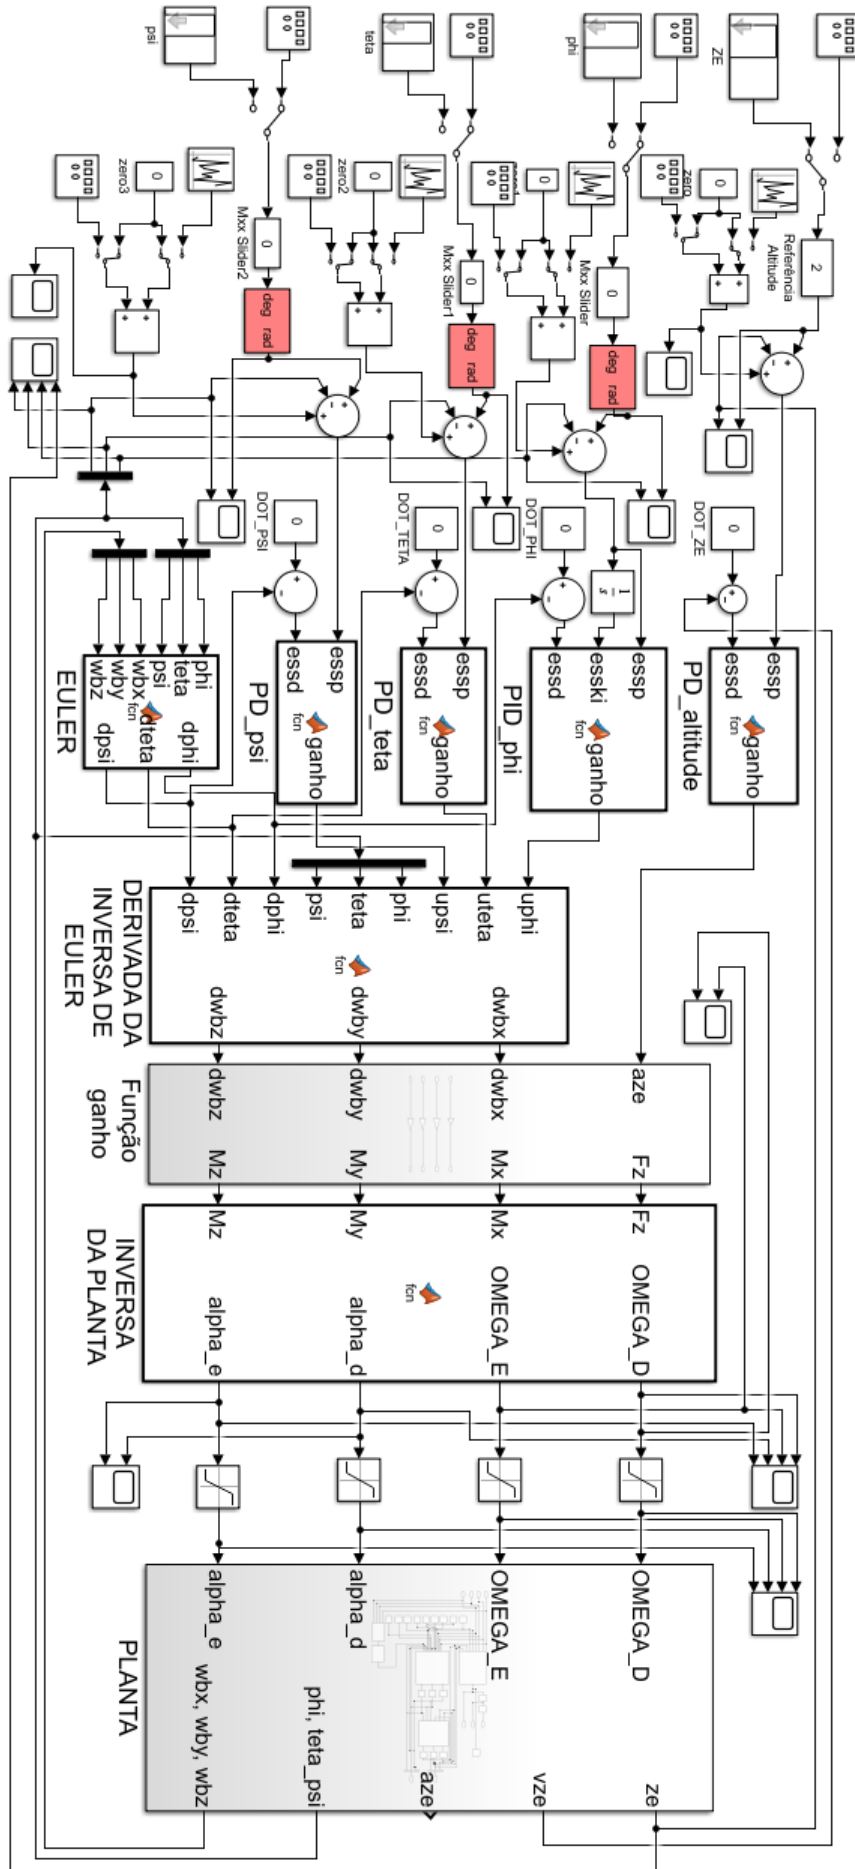 ZE
Referência
Altitude
2
zero
0
DOT_ZE
0
essp
essd
ganho
fcn
PD_altitude
phi
Mxx Slider
0
deg rad
0
DOT_PHI
0
1
s
essp
esski
essd
ganho
fcn
PID_phi
teta
Mxx Slider1
0
deg rad
zero2
0
DOT_TETA
0
essp
essd
ganho
fcn
PD_teta
psi
Mxx Slider2
0
deg rad
zero3
0
DOT_PSI
0
essp
essd
ganho
fcn
PD_psi
phi
teta
psi
wbx
wby
wbz
dphi
dteta
dpsi
fcn
EULER
uphi
uteta
upsi
phi
teta
psi
dphi
dteta
dpsi
dwbx
dwby
dwbz
fcn
DERIVADA DA
INVERSA DE
EULER
aze
dwbx
dwby
dwbz
Fz
Mx
My
Mz
Função
ganho
Fz
Mx
My
Mz
OMEGA_D
OMEGA_E
alpha_d
alpha_e
fcn
INVERSA
DA PLANTA
OMEGA_D
OMEGA_E
alpha_d
alpha_e
ze
vze
aze
phi, teta_psi
wbx, wby, wbz
PLANTA